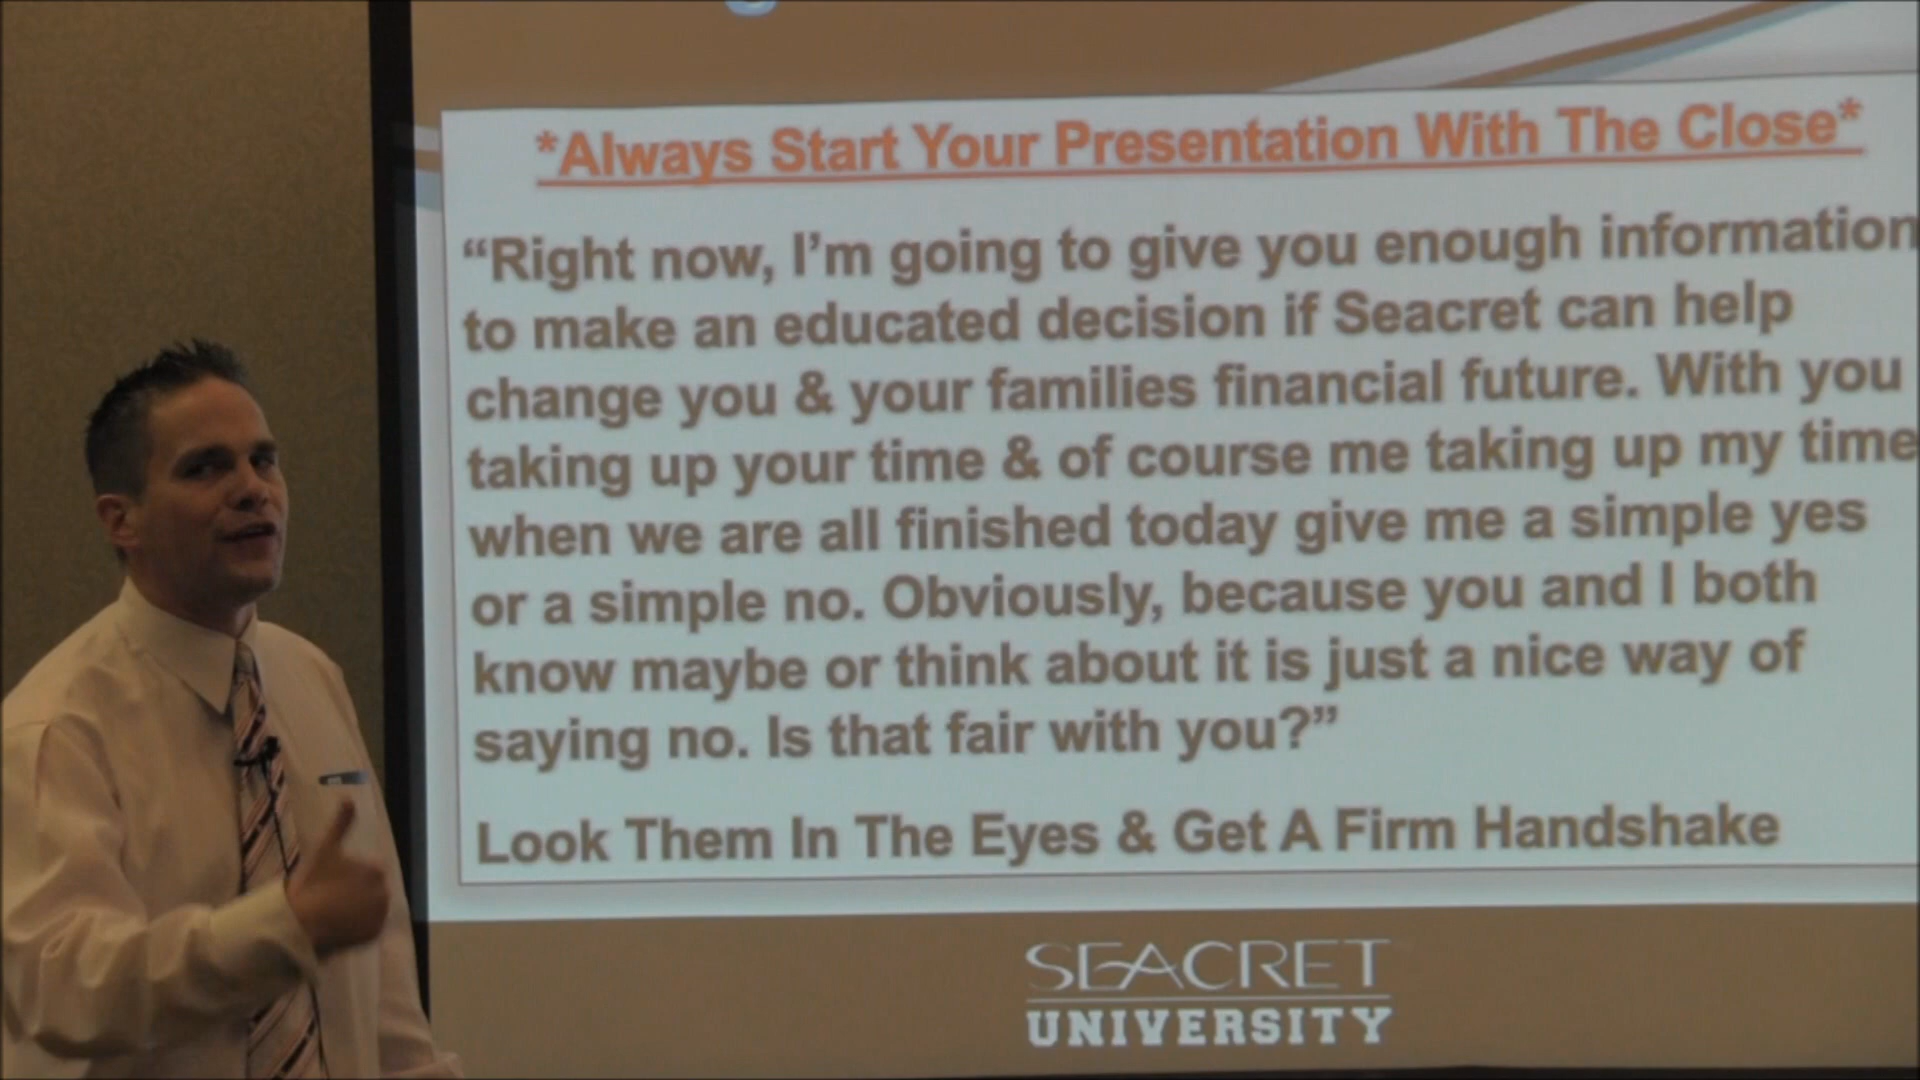 *Always Start Your Presentation With The Close*
“Right now, I’m going to give you enough information
to make an educated decision if Seacret can help
change you & your families financial future. With you
taking up your time & of course me taking up my time
when we are all finished today give me a simple yes
or a simple no. Obviously, because you and I both
know maybe or think about it is just a nice way of
saying no. Is that fair with you?”
Look Them In The Eyes & Get A Firm Handshake
SEACRET
UNIVERSITY